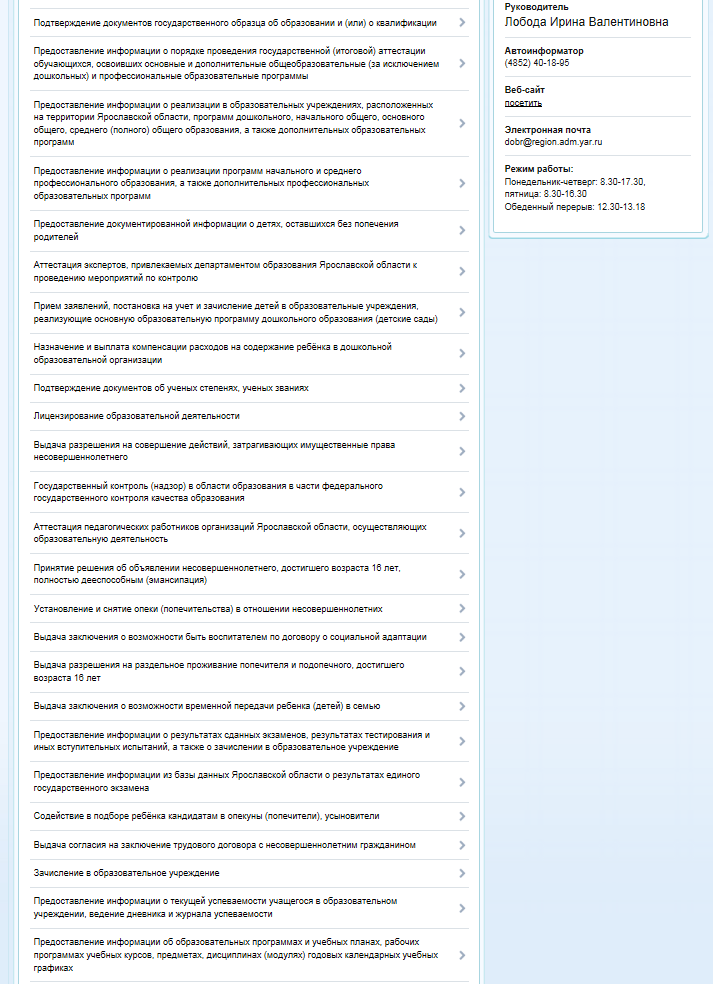 Подтверждение документов государственного образца об образовании и (или) о квалификации
Предоставление информации о порядке проведения государственной (итоговой) аттестации
обучающихся, освоивших основные и дополнительные общеобразовательные (за исключением
дошкольных) и профессиональные образовательные программы
Предоставление информации о реализации в образовательных учреждениях, расположенных
на территории Ярославской области, программ дошкольного, начального общего, основного
общего, среднего (полного) общего образования, а также дополнительных образовательных
программ
Предоставление информации о реализации программ начального и среднего
профессионального образования, а также дополнительных профессиональных
образовательных программ
Предоставление документированной информации о детях, оставшихся без попечения
родителей
Аттестация экспертов, привлекаемых департаментом образования Ярославской области к
проведению мероприятий по контролю
Прием заявлений, постановка на учет и зачисление детей в образовательные учреждения,
реализующие основную образовательную программу дошкольного образования (детские сады)
Назначение и выплата компенсации расходов на содержание ребёнка в дошкольной
образовательной организации
Подтверждение документов об ученых степенях, ученых званиях
Лицензирование образовательной деятельности
Выдача разрешения на совершение действий, затрагивающих имущественные права
несовершеннолетнего
Государственный контроль (надзор) в области образования в части федерального
государственного контроля качества образования
Аттестация педагогических работников организаций Ярославской области, осуществляющих
образовательную деятельность
Принятие решения об объявлении несовершеннолетнего, достигшего возраста 16 лет,
полностью дееспособным (эмансипация)
Установление и снятие опеки (попечительства) в отношении несовершеннолетних
Выдача заключения о возможности быть воспитателем по договору о социальной адаптации
Выдача разрешения на раздельное проживание попечителя и подопечного, достигшего
возраста 16 лет
Выдача заключения о возможности временной передачи ребенка (детей) в семью
Предоставление информации о результатах сданных экзаменов, результатах тестирования и
иных вступительных испытаний, а также о зачислении в образовательное учреждение
Предоставление информации из базы данных Ярославской области о результатах единого
государственного экзамена
Содействие в подборе ребёнка кандидатам в опекуны (попечители), усыновители
Выдача согласия на заключение трудового договора с несовершеннолетним гражданином
Зачисление в образовательное учреждение
Предоставление информации о текущей успеваемости учащегося в образовательном
учреждении, ведение дневника и журнала успеваемости
Предоставление информации об образовательных программах и учебных планах, рабочих
программах учебных курсов, предметах, дисциплинах (модулях) годовых календарных учебных
графиках
Руководитель
Лобода Ирина Валентиновна
Автоинформатор
(4852) 40-18-95
Веб-сайт
посетить
Электронная почта
dobr@region.adm.yar.ru
Режим работы:
Понедельник-четверг: 8.30-17.30,
пятница: 8.30-16.30
Обеденный перерыв: 12.30-13.18